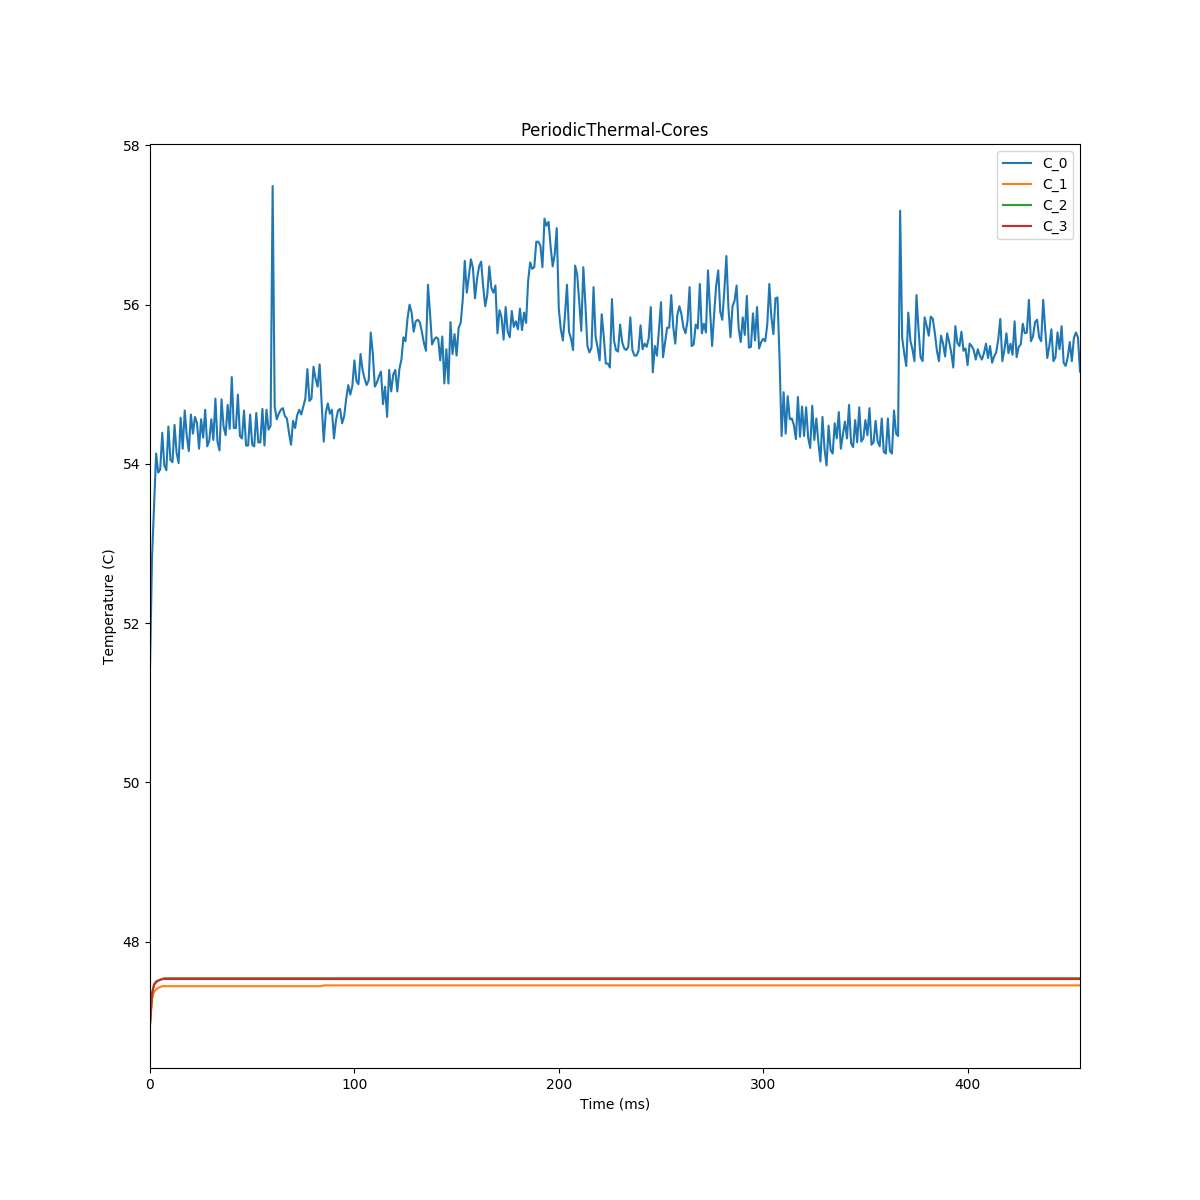 PeriodicThermal-Cores
58
56
54
52
50
48
Temperature (C)
0
100
200
300
400
Time (ms)
C_0
C_1
C_2
C_3